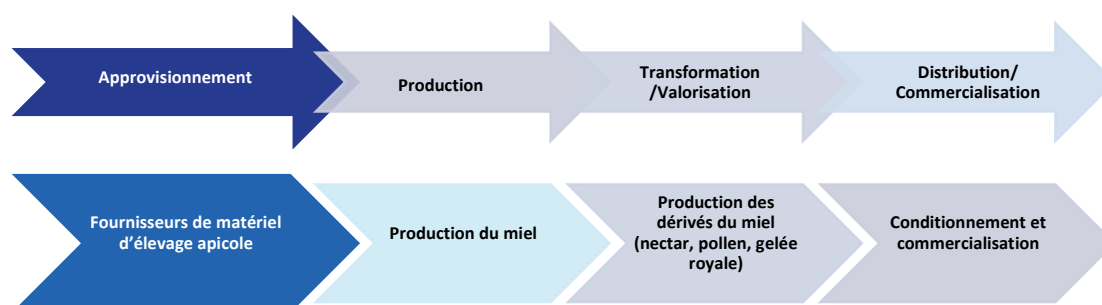 Approvisionnement
Production
Transformation
/Valorisation
Distribution/
Commercialisation
Fournisseurs de matériel
d’élevage apicole
Production du miel
Production des
dérivés du miel
(nectar, pollen, gelée
royale)
Conditionnement et
commercialisation